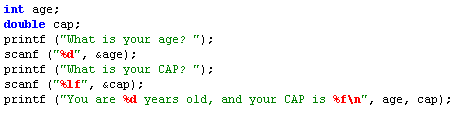 int age;
double cap;
printf ("What is your age? ");
scanf ("%d", &age);
printf ("What is your CAP? ");
scanf ("%lf", &cap);
printf ("You are %d years old, and your CAP is %f\n", age, cap);